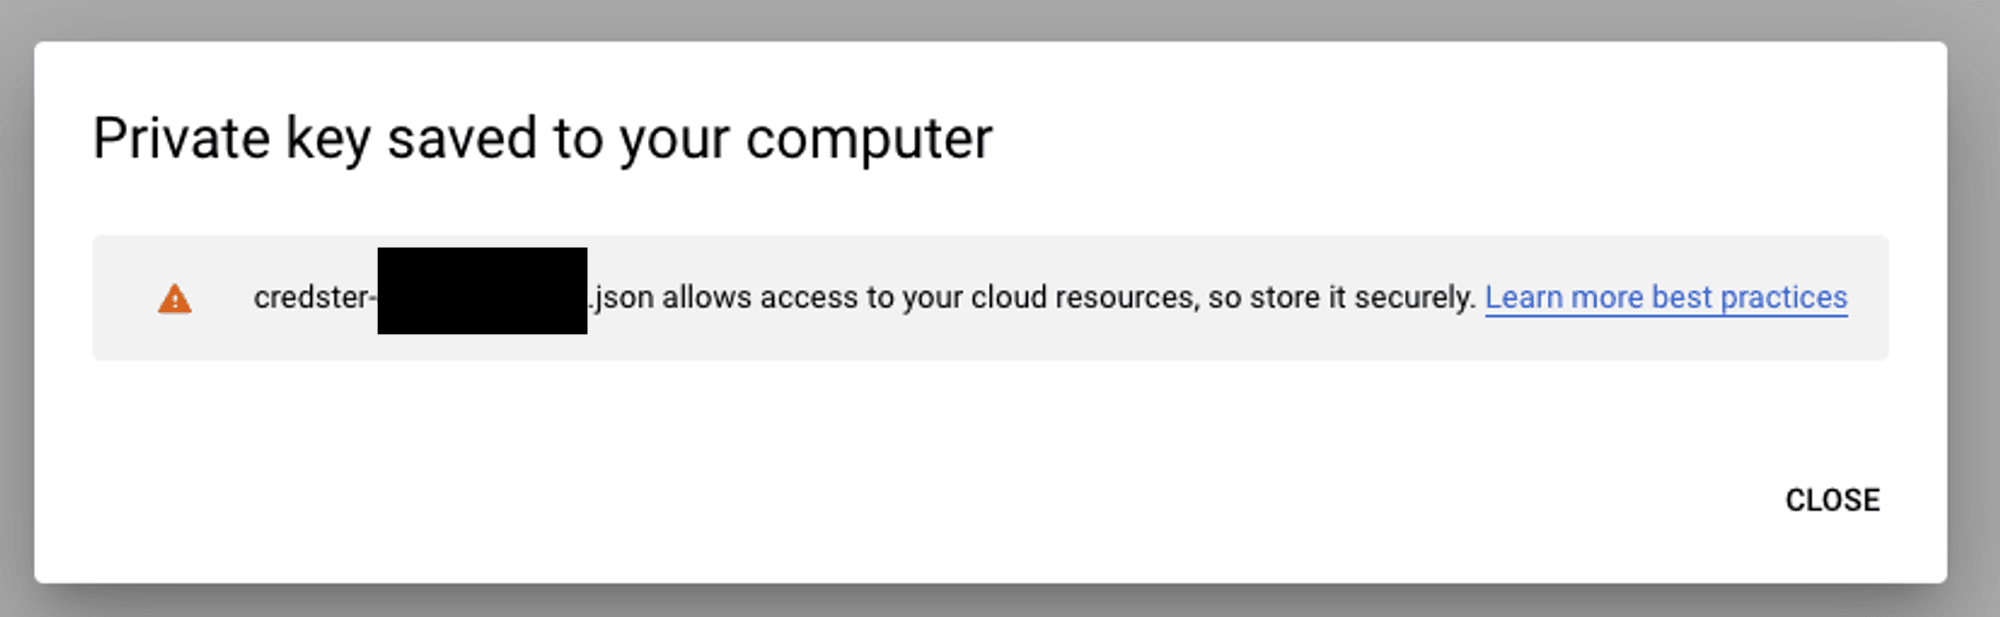 Private key saved to your computer
credster- .json allows access to your cloud resources, so store it securely. Learn more best practices
CLOSE